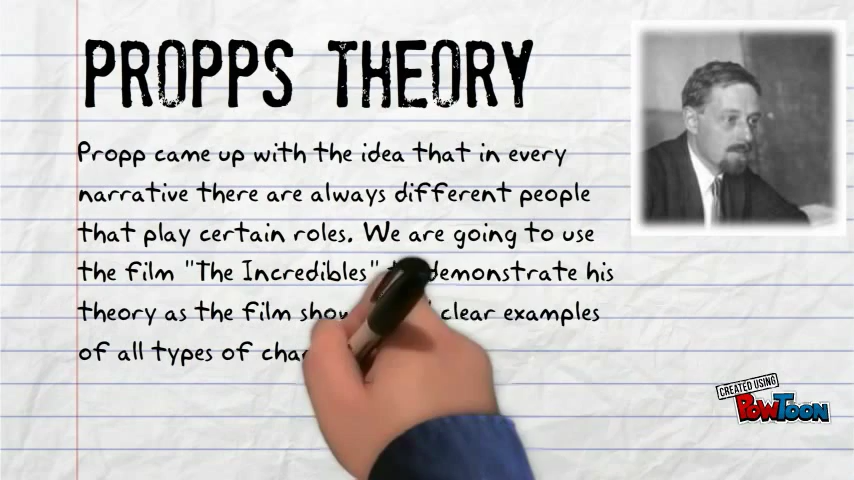 PROPPS THEORY
Propp came up with the idea that in every
narrative there are always different people
that play certain roles. We are going to use
the film "The Incredibles" demonstrate his
theory as the film clear examples
of all types of
CREATED USING
POWTOON